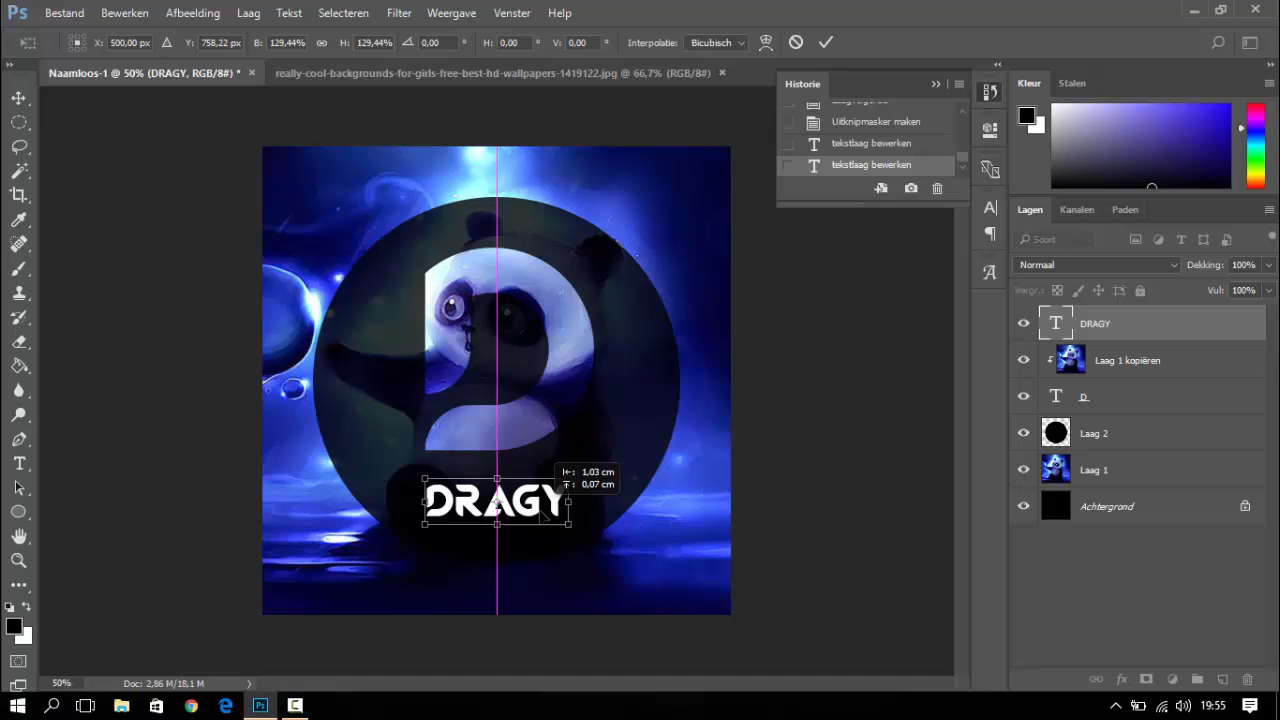 Ps Bestand Bewerken Afbeelding Laag Tekst Selecteren Filter Weergave Venster Help
X: 500,00 px Y: 758,22 px B: 129,44% H: 129,44% 0,00 ° H: 0,00 ° V: 0,00 ° Interpolatie: Bicubisch
Naamloos-1 @ 50% (DRAGY, RGB/8#) * × really-cool-backgrounds-for-girls-free-best-hd-wallpapers-1419122.jpg @ 66,7% (RGB/8#) ×
Historie
Uitknipmasker maken
tekstlaag bewerken
tekstlaag bewerken
Kleur Stalen
Lagen Kanalen Paden
Soort
Normaal Dekking: 100%
Vergr.: Vul: 100%
DRAGY
Laag 1 kopiëren
D
Laag 2
Laag 1
Achtergrond
D
1,03 cm
0,07 cm
DRAGY
50% Doc: 2,86 M/18,1 M
Ps 19:55